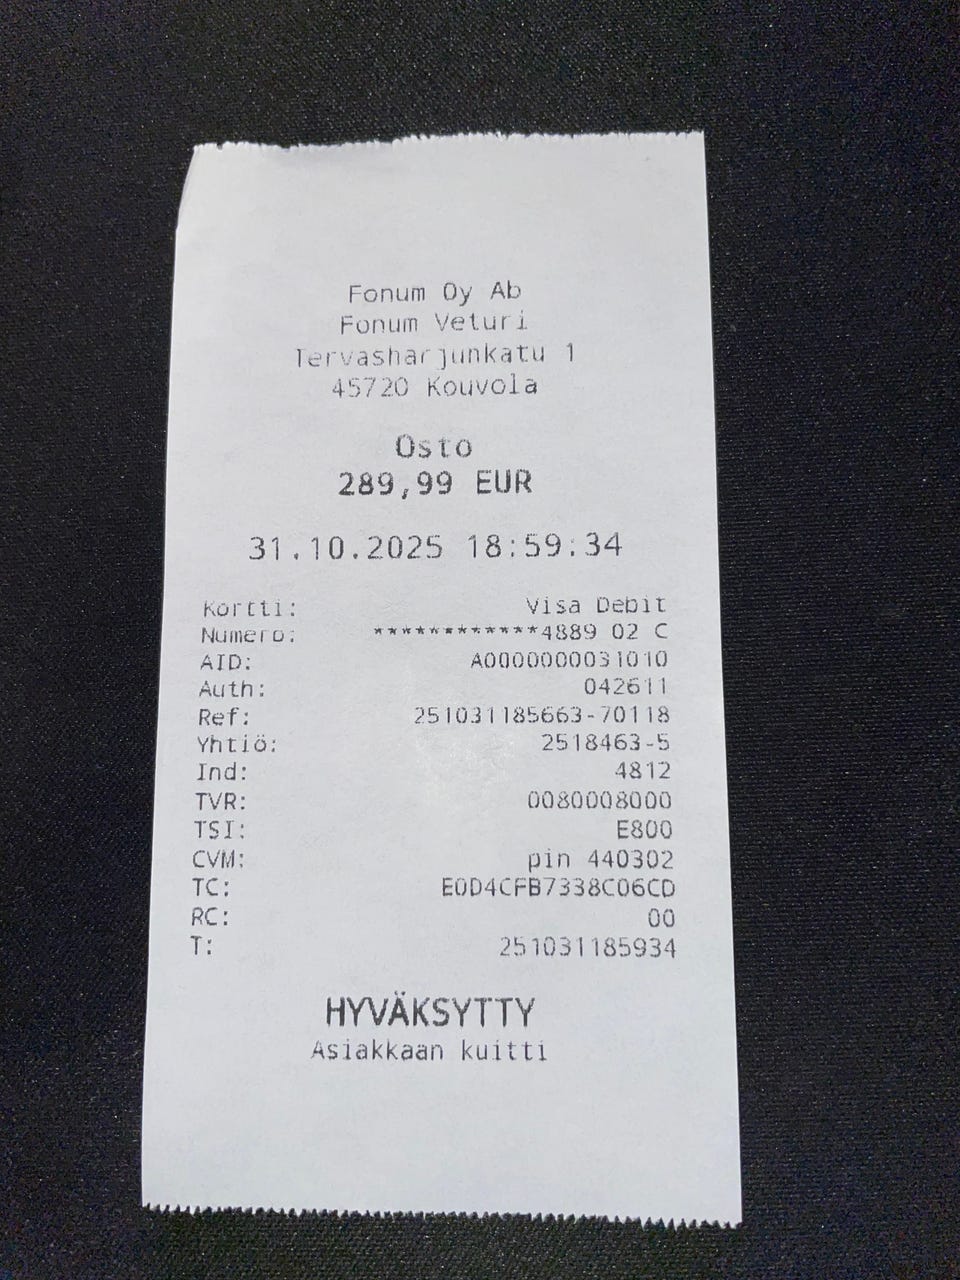 Fonum Oy Ab
Fonum Veturi
Tervasharjunkatu 1
45720 Kouvola
Osto
289,99 EUR
31.10.2025 18:59:34
Kortti: Visa Debit
Numero: ************4889 02 C
AID: A0000000031010
Auth: 042611
Ref: 251031185663-70118
Yhtiö: 2518463-5
Ind: 4812
TVR: 0080008000
TSI: E800
CVM: pin 440302
TC: E0D4CFB7338C06CD
RC: 00
T: 251031185934
HYVÄKSYTTY
Asiakkaan kuitti